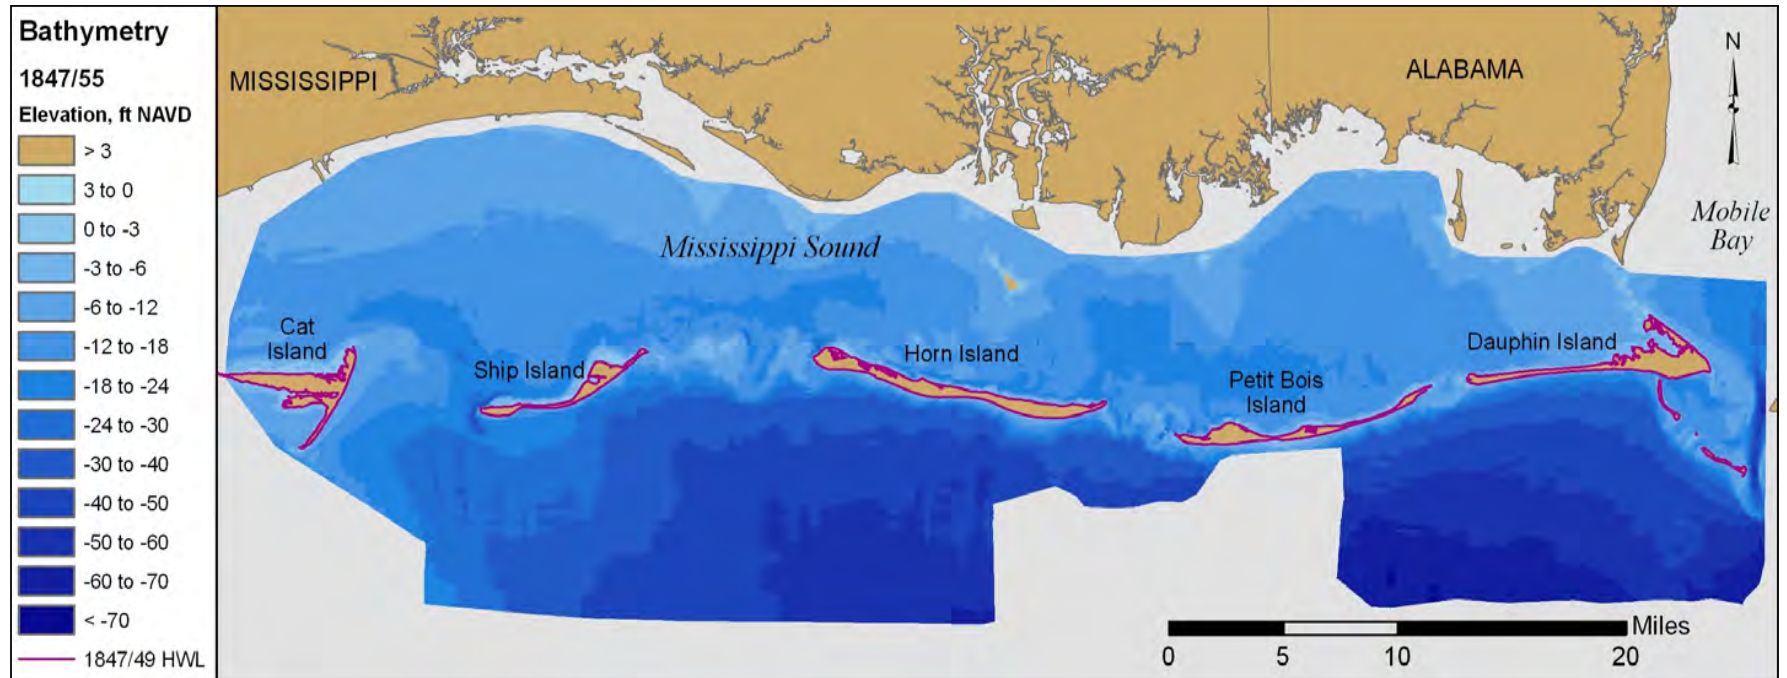 Bathymetry
1847/55
Elevation, ft NAVD
> 3
3 to 0
0 to -3
-3 to -6
-6 to -12
-12 to -18
-18 to -24
-24 to -30
-30 to -40
-40 to -50
-50 to -60
-60 to -70
< -70
1847/49 HWL
MISSISSIPPI
ALABAMA
N
Mobile
Bay
Mississippi Sound
Cat
Island
Ship Island
Horn Island
Petit Bois
Island
Dauphin Island
Miles
0 5 10 20